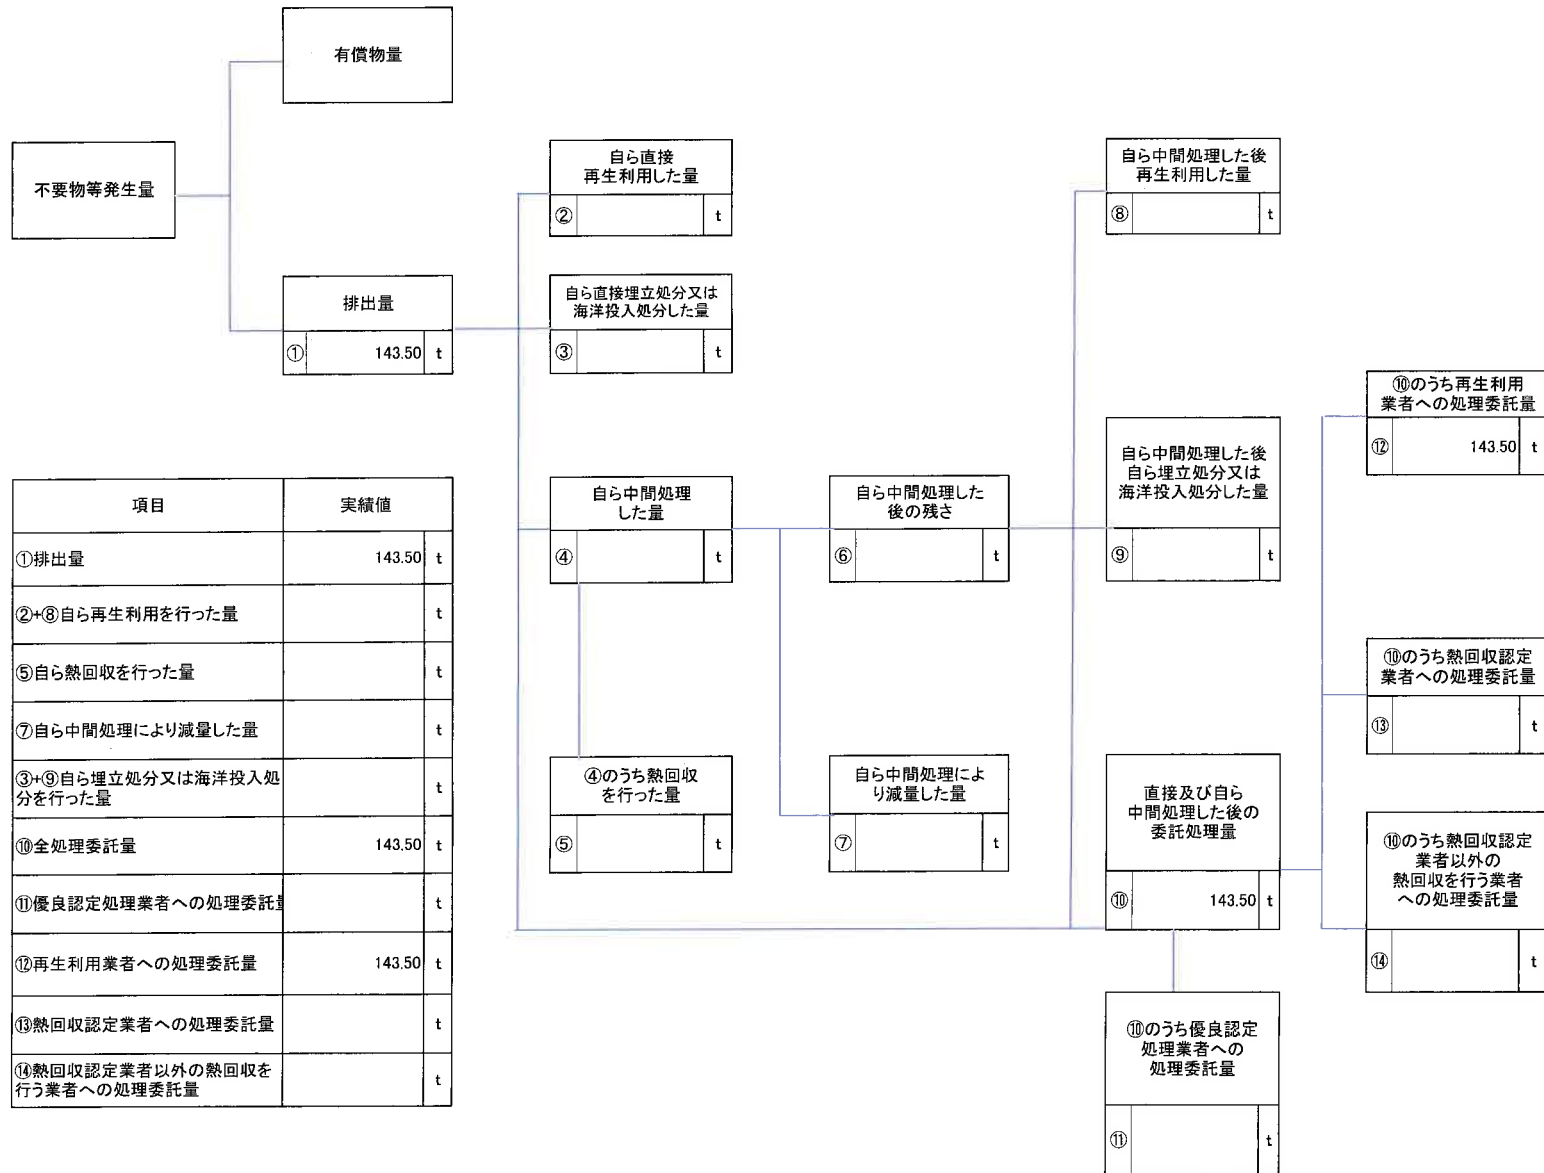 有償物量
不要物等発生量
排出量
① 143.50 t
自ら直接
再生利用した量
② t
自ら直接埋立処分又は
海洋投入処分した量
③ t
自ら中間処理
した量
④ t
④のうち熱回収
を行った量
⑤ t
自ら中間処理した
後の残さ
⑥ t
自ら中間処理によ
り減量した量
⑦ t
自ら中間処理した後
再生利用した量
⑧ t
自ら中間処理した後
自ら埋立処分又は
海洋投入処分した量
⑨ t
直接及び自ら
中間処理した後の
委託処理量
⑩ 143.50 t
⑩のうち優良認定
処理業者への
処理委託量
⑪ t
⑩のうち再生利用
業者への処理委託量
⑫ 143.50 t
⑩のうち熱回収認定
業者への処理委託量
⑬ t
⑩のうち熱回収認定
業者以外の
熱回収を行う業者
への処理委託量
⑭ t
項目 実績値
①排出量 143.50 t
②+⑧自ら再生利用を行った量 t
⑤自ら熱回収を行った量 t
⑦自ら中間処理により減量した量 t
③+⑨自ら埋立処分又は海洋投入処
分を行った量 t
⑩全処理委託量 143.50 t
⑪優良認定処理業者への処理委託量 t
⑫再生利用業者への処理委託量 143.50 t
⑬熱回収認定業者への処理委託量 t
⑭熱回収認定業者以外の熱回収を
行う業者への処理委託量 t